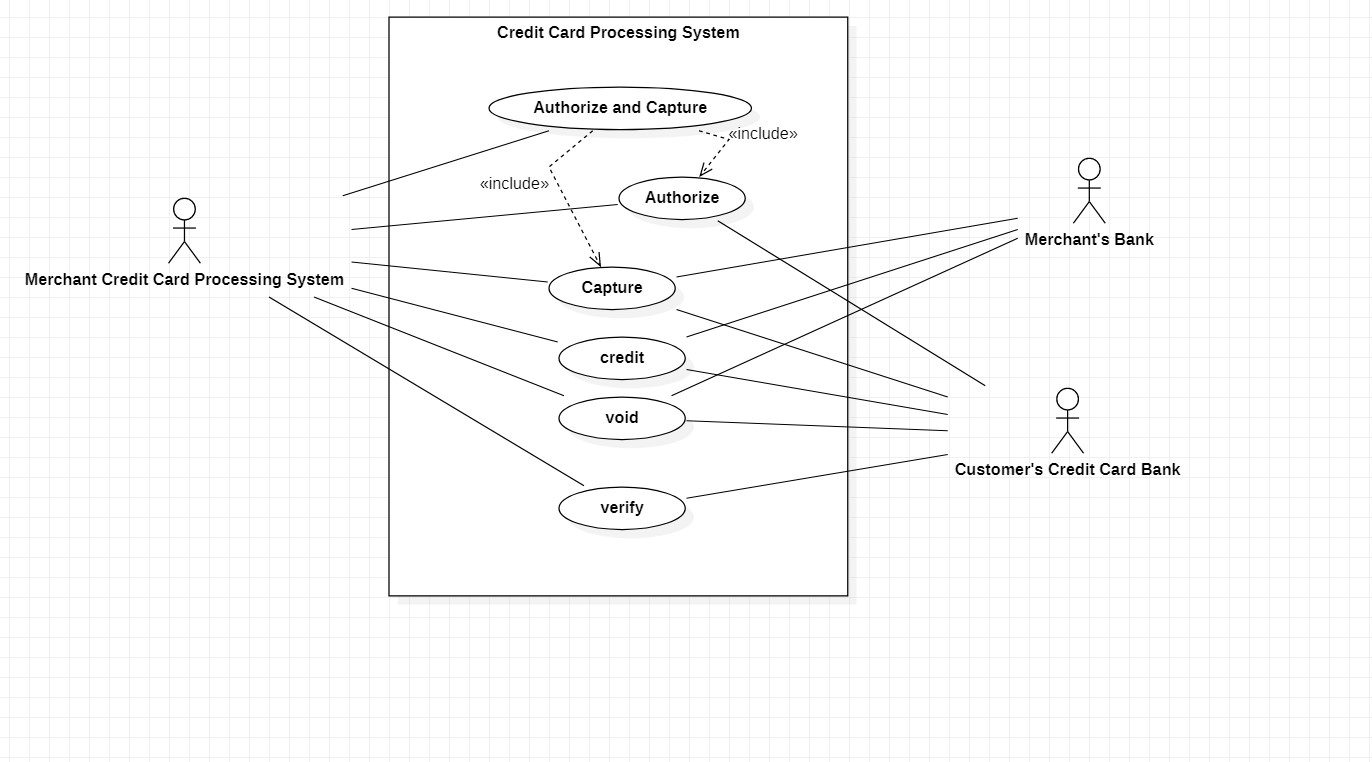 Credit Card Processing System
Authorize and Capture
«include»
«include»
Authorize
Merchant's Bank
Merchant Credit Card Processing System
Capture
credit
void
Customer's Credit Card Bank
verify